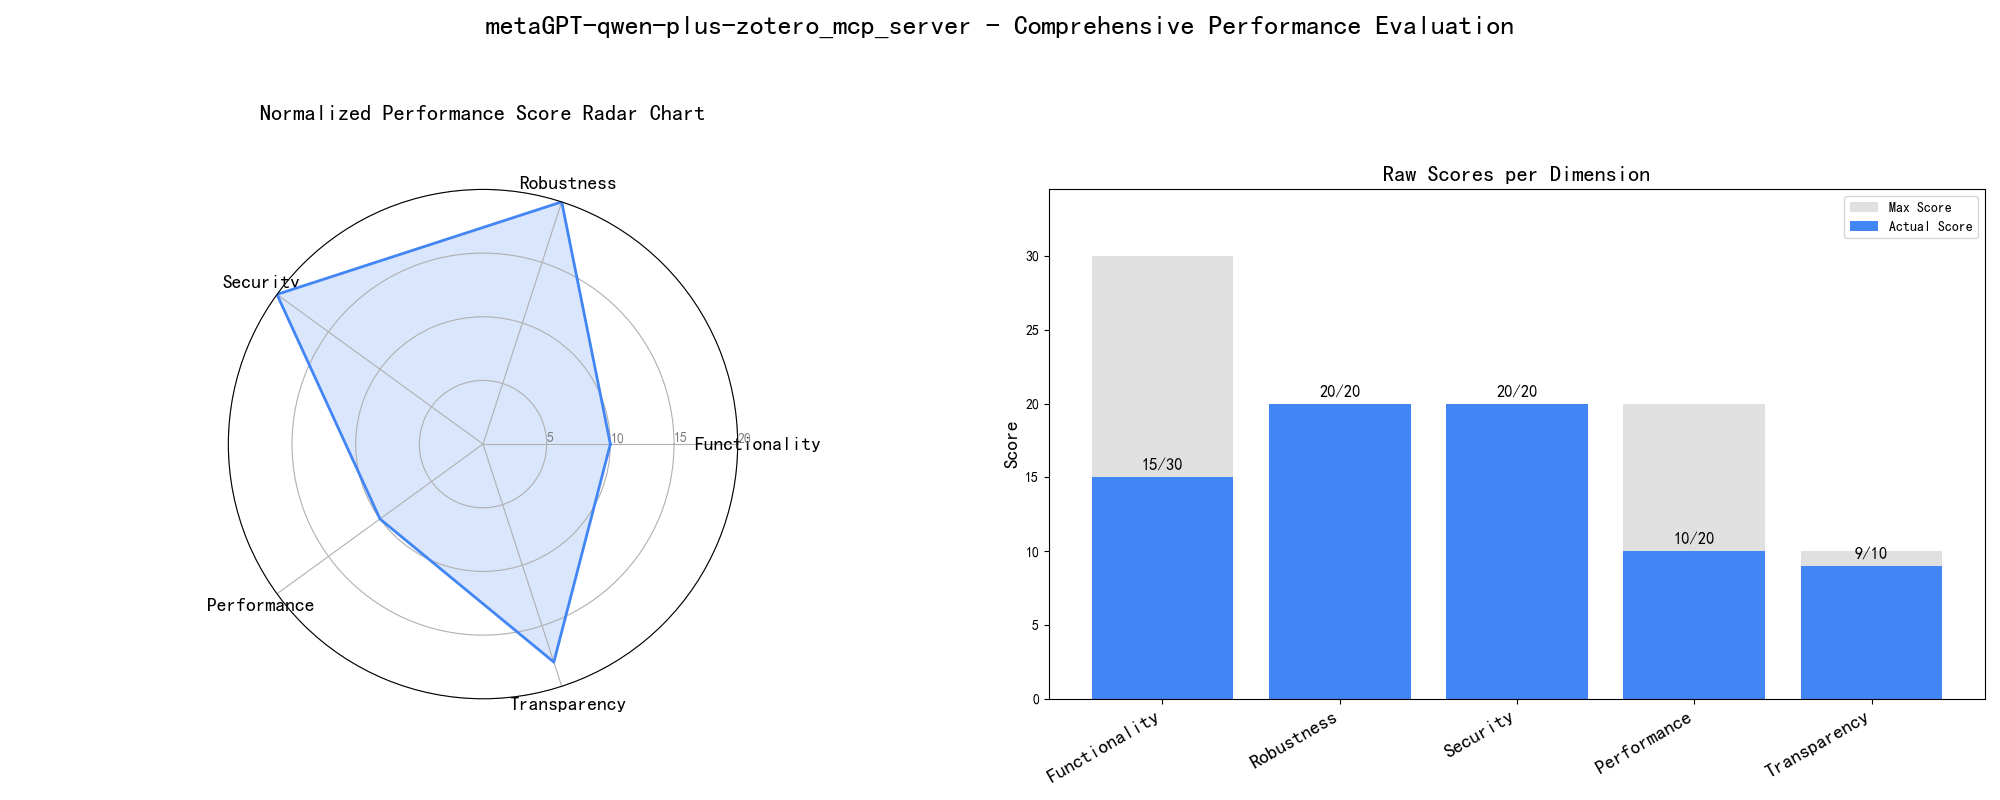 metaGPT-qwen-plus-zotero_mcp_server - Comprehensive Performance Evaluation
Normalized Performance Score Radar Chart
Robustness
Security
Functionality
Performance
Transparency
5
10
15
20
Raw Scores per Dimension
Max Score
Actual Score
Score
30
25
20
15
10
5
0
15/30
20/20
20/20
10/20
9/10
Functionality
Robustness
Security
Performance
Transparency